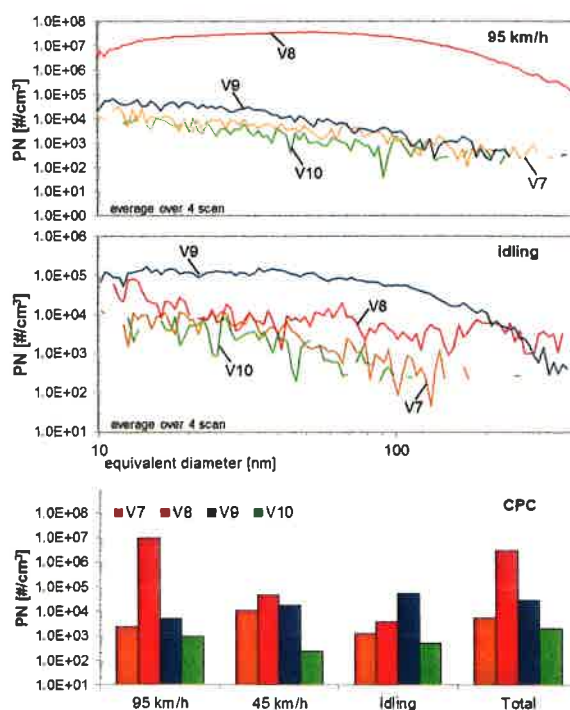 1.0E+08
1.0E+07
1.0E+06
1.0E+05
1.0E+04
1.0E+03
1.0E+02
1.0E+01
1.0E+00
PN [#/cm³]
95 km/h
V8
V9
V10
V7
average over 4 scan
1.0E+06
1.0E+05
1.0E+04
1.0E+03
1.0E+02
1.0E+01
PN [#/cm³]
idling
V9
V8
V10
V7
average over 4 scan
10
100
equivalent diameter [nm]
1.0E+08
1.0E+07
1.0E+06
1.0E+05
1.0E+04
1.0E+03
1.0E+02
1.0E+01
PN [#/cm³]
V7 V8 V9 V10
CPC
95 km/h 45 km/h Idling Total